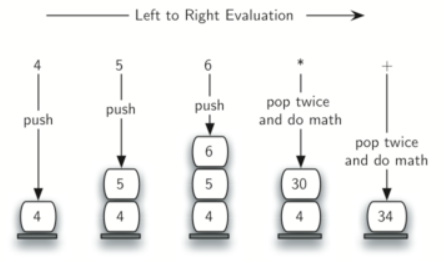 Left to Right Evaluation
4 5 6 * +
push
push
push
pop twice
and do math
pop twice
and do math
6
5 5 30
4 4 4 4 34